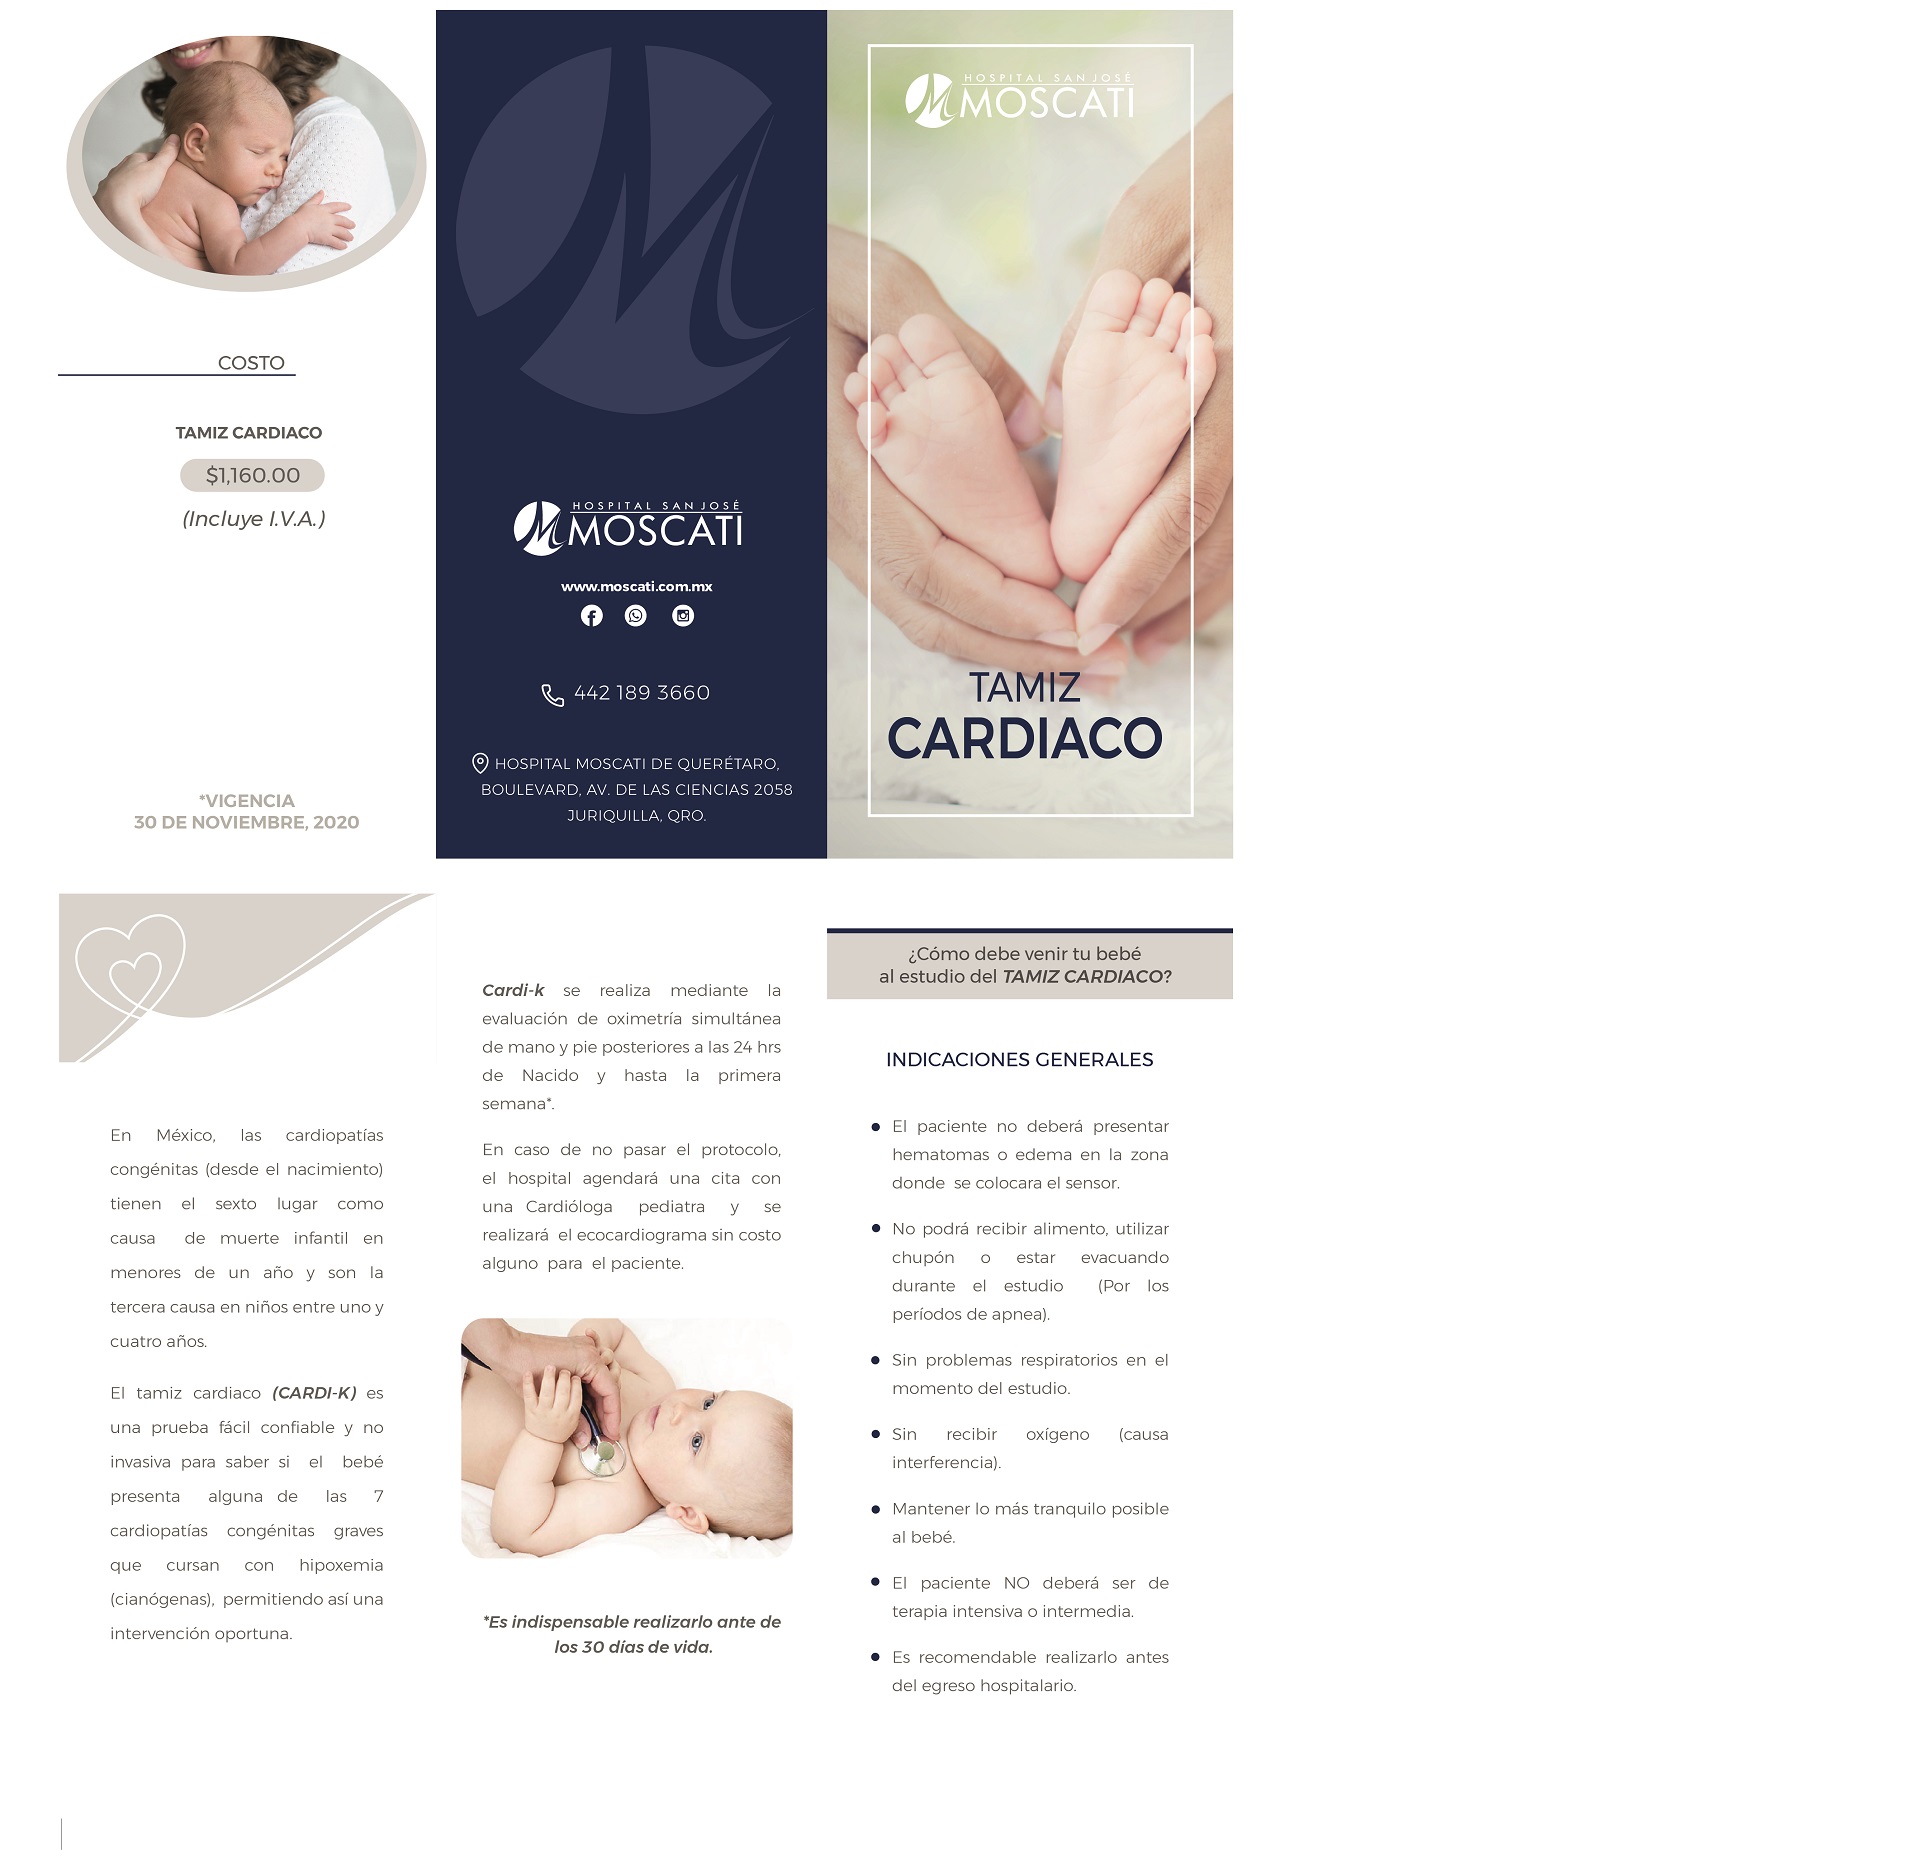 COSTO
TAMIZ CARDIACO
$1,160.00
(Incluye I.V.A.)
*VIGENCIA
30 DE NOVIEMBRE, 2020
HOSPITAL SAN JOSÉ
MOSCATI
www.moscati.com.mx
442 189 3660
HOSPITAL MOSCATI DE QUERÉTARO,
BOULEVARD, AV. DE LAS CIENCIAS 2058
JURIQUILLA, QRO.
HOSPITAL SAN JOSÉ
MOSCATI
TAMIZ
CARDIACO
En México, las cardiopatías
congénitas (desde el nacimiento)
tienen el sexto lugar como
causa de muerte infantil en
menores de un año y son la
tercera causa en niños entre uno y
cuatro años.
El tamiz cardiaco (CARDI-K) es
una prueba fácil confiable y no
invasiva para saber si el bebé
presenta alguna de las 7
cardiopatías congénitas graves
que cursan con hipoxemia
(cianógenas), permitiendo así una
intervención oportuna.
Cardi-k se realiza mediante la
evaluación de oximetría simultánea
de mano y pie posteriores a las 24 hrs
de Nacido y hasta la primera
semana*.
En caso de no pasar el protocolo,
el hospital agendará una cita con
una Cardióloga pediatra y se
realizará el ecocardiograma sin costo
alguno para el paciente.
*Es indispensable realizarlo ante de
los 30 días de vida.
¿Cómo debe venir tu bebé
al estudio del TAMIZ CARDIACO?
INDICACIONES GENERALES
• El paciente no deberá presentar
hematomas o edema en la zona
donde se colocara el sensor.
• No podrá recibir alimento, utilizar
chupón o estar evacuando
durante el estudio (Por los
períodos de apnea).
• Sin problemas respiratorios en el
momento del estudio.
• Sin recibir oxígeno (causa
interferencia).
• Mantener lo más tranquilo posible
al bebé.
• El paciente NO deberá ser de
terapia intensiva o intermedia.
• Es recomendable realizarlo antes
del egreso hospitalario.